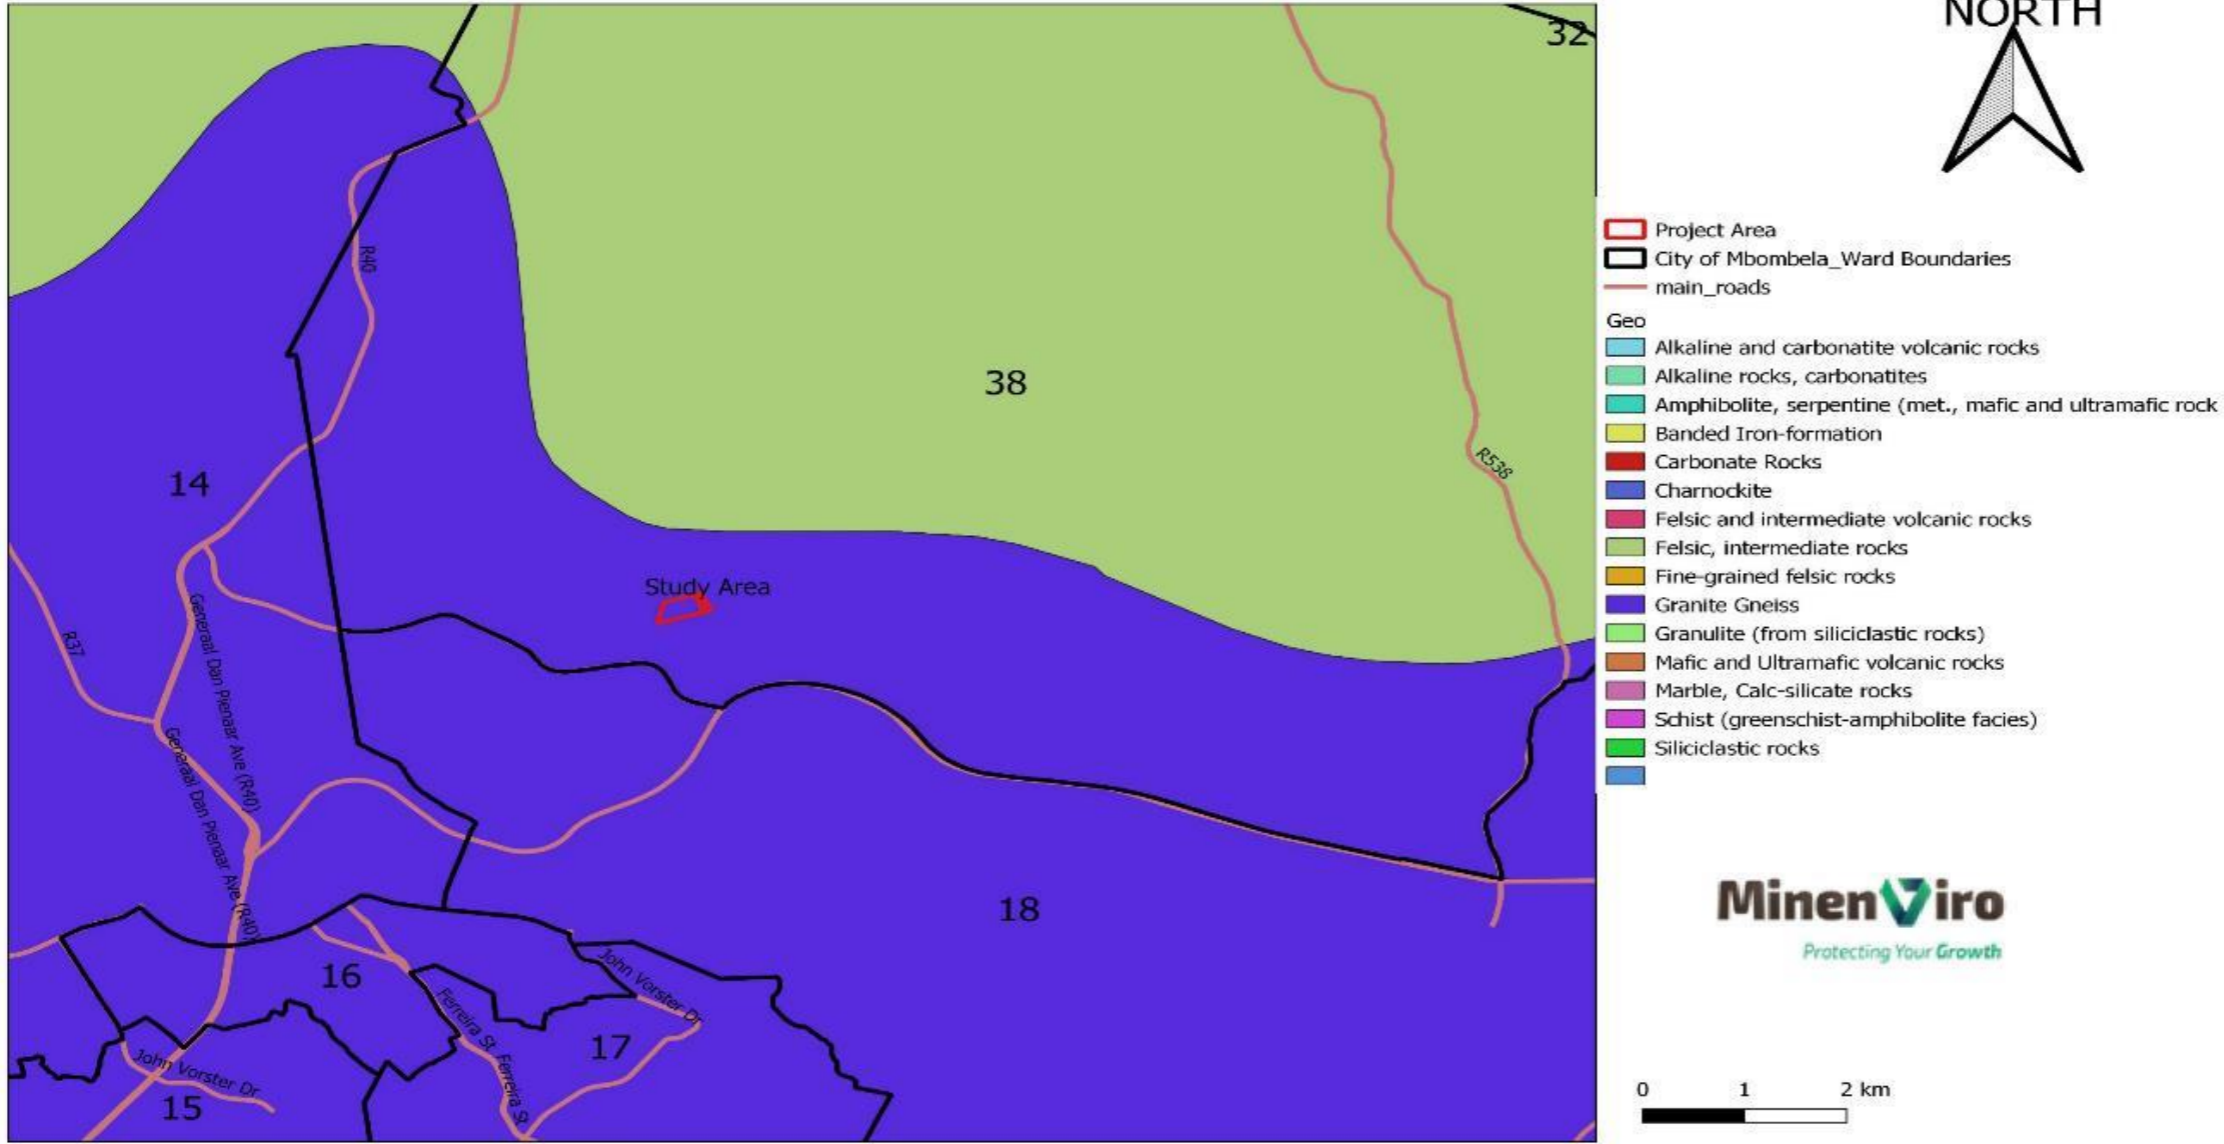 NORTH
32
R40
38
14
R538
Study Area
R37
Generaal Dan Pienaar Ave (R40)
Generaal Dan Pienaar Ave (R40)
18
16
John Vorster Dr
Ferreira St
Ferreira St
17
John Vorster Dr
15
Project Area
City of Mbombela_Ward Boundaries
main_roads
Geo
Alkaline and carbonatite volcanic rocks
Alkaline rocks, carbonatites
Amphibolite, serpentine (met., mafic and ultramafic rock
Banded Iron-formation
Carbonate Rocks
Charnockite
Felsic and intermediate volcanic rocks
Felsic, intermediate rocks
Fine-grained felsic rocks
Granite Gneiss
Granulite (from siliciclastic rocks)
Mafic and Ultramafic volcanic rocks
Marble, Calc-silicate rocks
Schist (greenschist-amphibolite facies)
Siliciclastic rocks
MinenViro
Protecting Your Growth
0 1 2 km